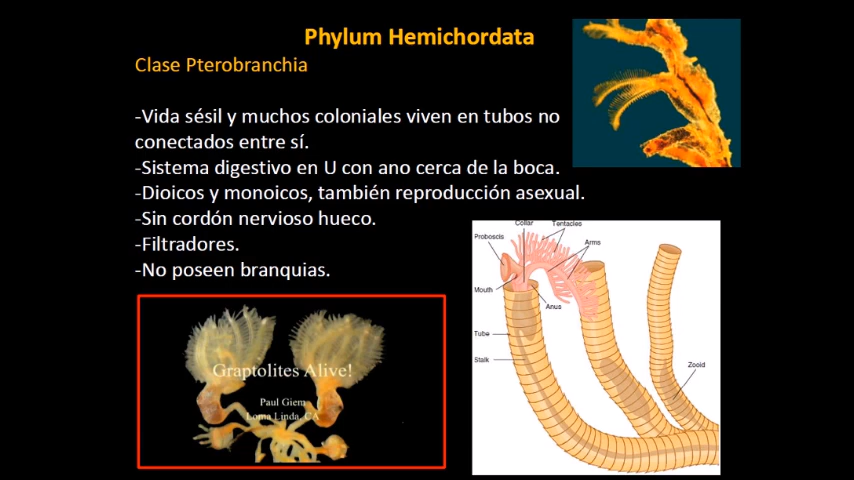 Phylum Hemichordata
Clase Pterobranchia
-Vida sésil y muchos coloniales viven en tubos no
conectados entre sí.
-Sistema digestivo en U con ano cerca de la boca.
-Dioicos y monoicos, también reproducción asexual.
-Sin cordón nervioso hueco.
-Filtradores.
-No poseen branquias.
Graptolites Alive!
Paul Giem
Loma Linda, CA
Collar
Tentacles
Proboscis
Arms
Mouth
Anus
Tube
Stalk
Zooid